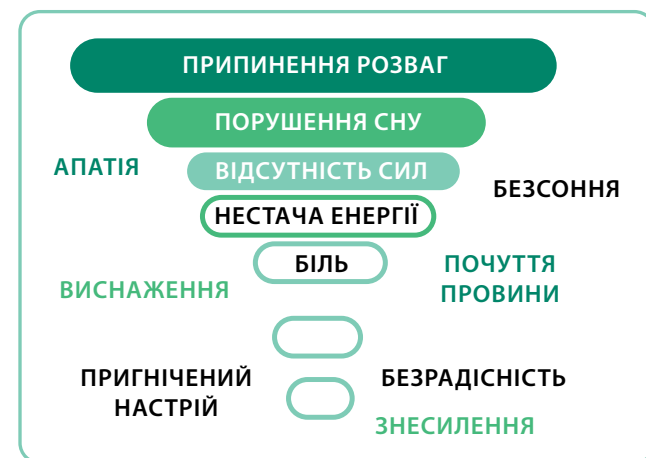 ПРИПИНЕННЯ РОЗВАГ
ПОРУШЕННЯ СНУ
АПАТІЯ
ВІДСУТНІСТЬ СИЛ
БЕЗСОННЯ
НЕСТАЧА ЕНЕРГІЇ
БІЛЬ
ПОЧУТТЯ
ПРОВИНИ
ВИСНАЖЕННЯ
ПРИГНІЧЕНИЙ
НАСТРІЙ
БЕЗРАДІСНІСТЬ
ЗНЕСИЛЕННЯ